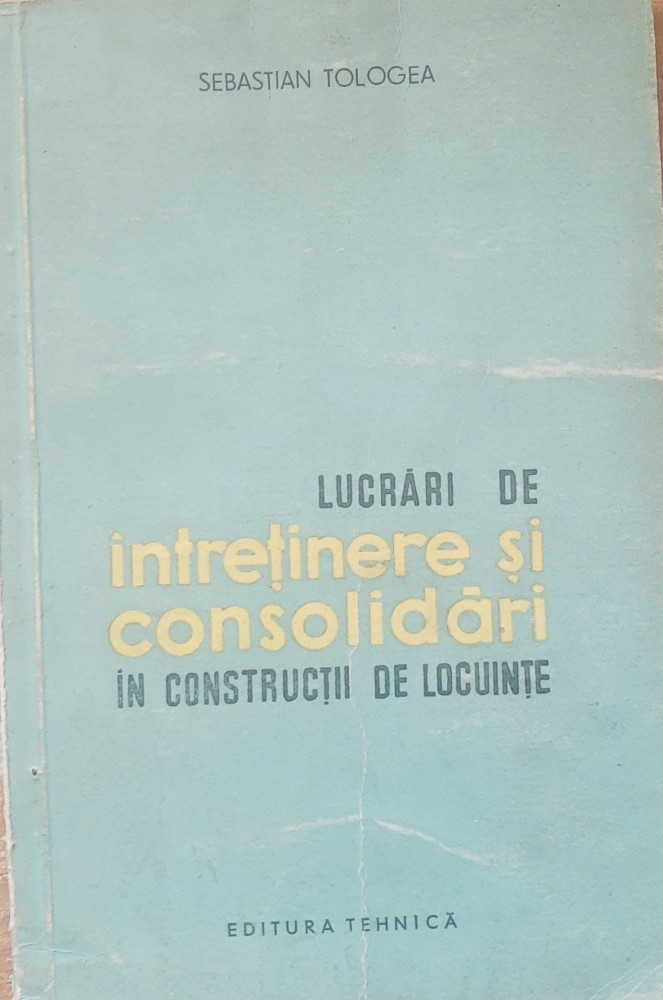 SEBASTIAN TOLOGEA
LUCRĂRI DE
întreținere și
consolidări
ÎN CONSTRUCȚII DE LOCUINȚE
EDITURA TEHNICĂ